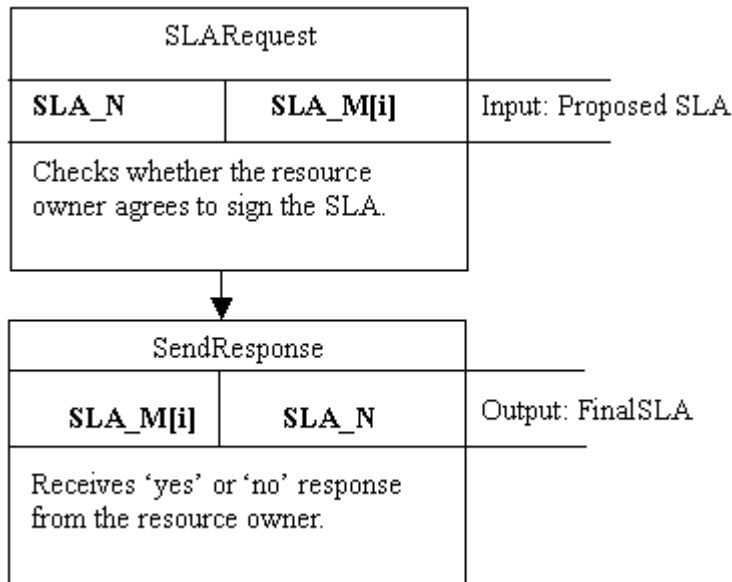 SLARequest
SLA_N SLA_M[i] Input: Proposed SLA
Checks whether the resource
owner agrees to sign the SLA.
SendResponse
SLA_M[i] SLA_N Output: FinalSLA
Receives ‘yes’ or ‘no’ response
from the resource owner.